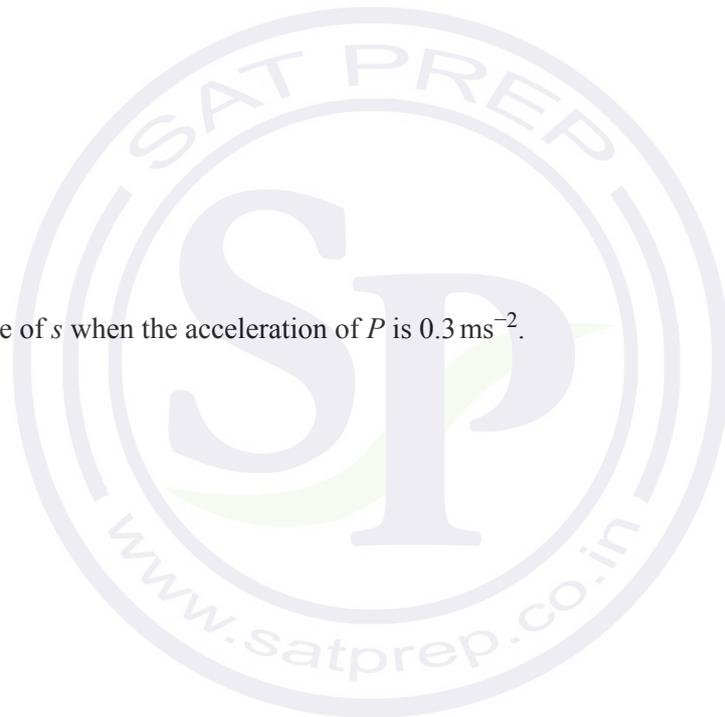 SAT PREP
SP
e of s when the acceleration of P is 0.3 ms⁻².
www.satprep.co.in